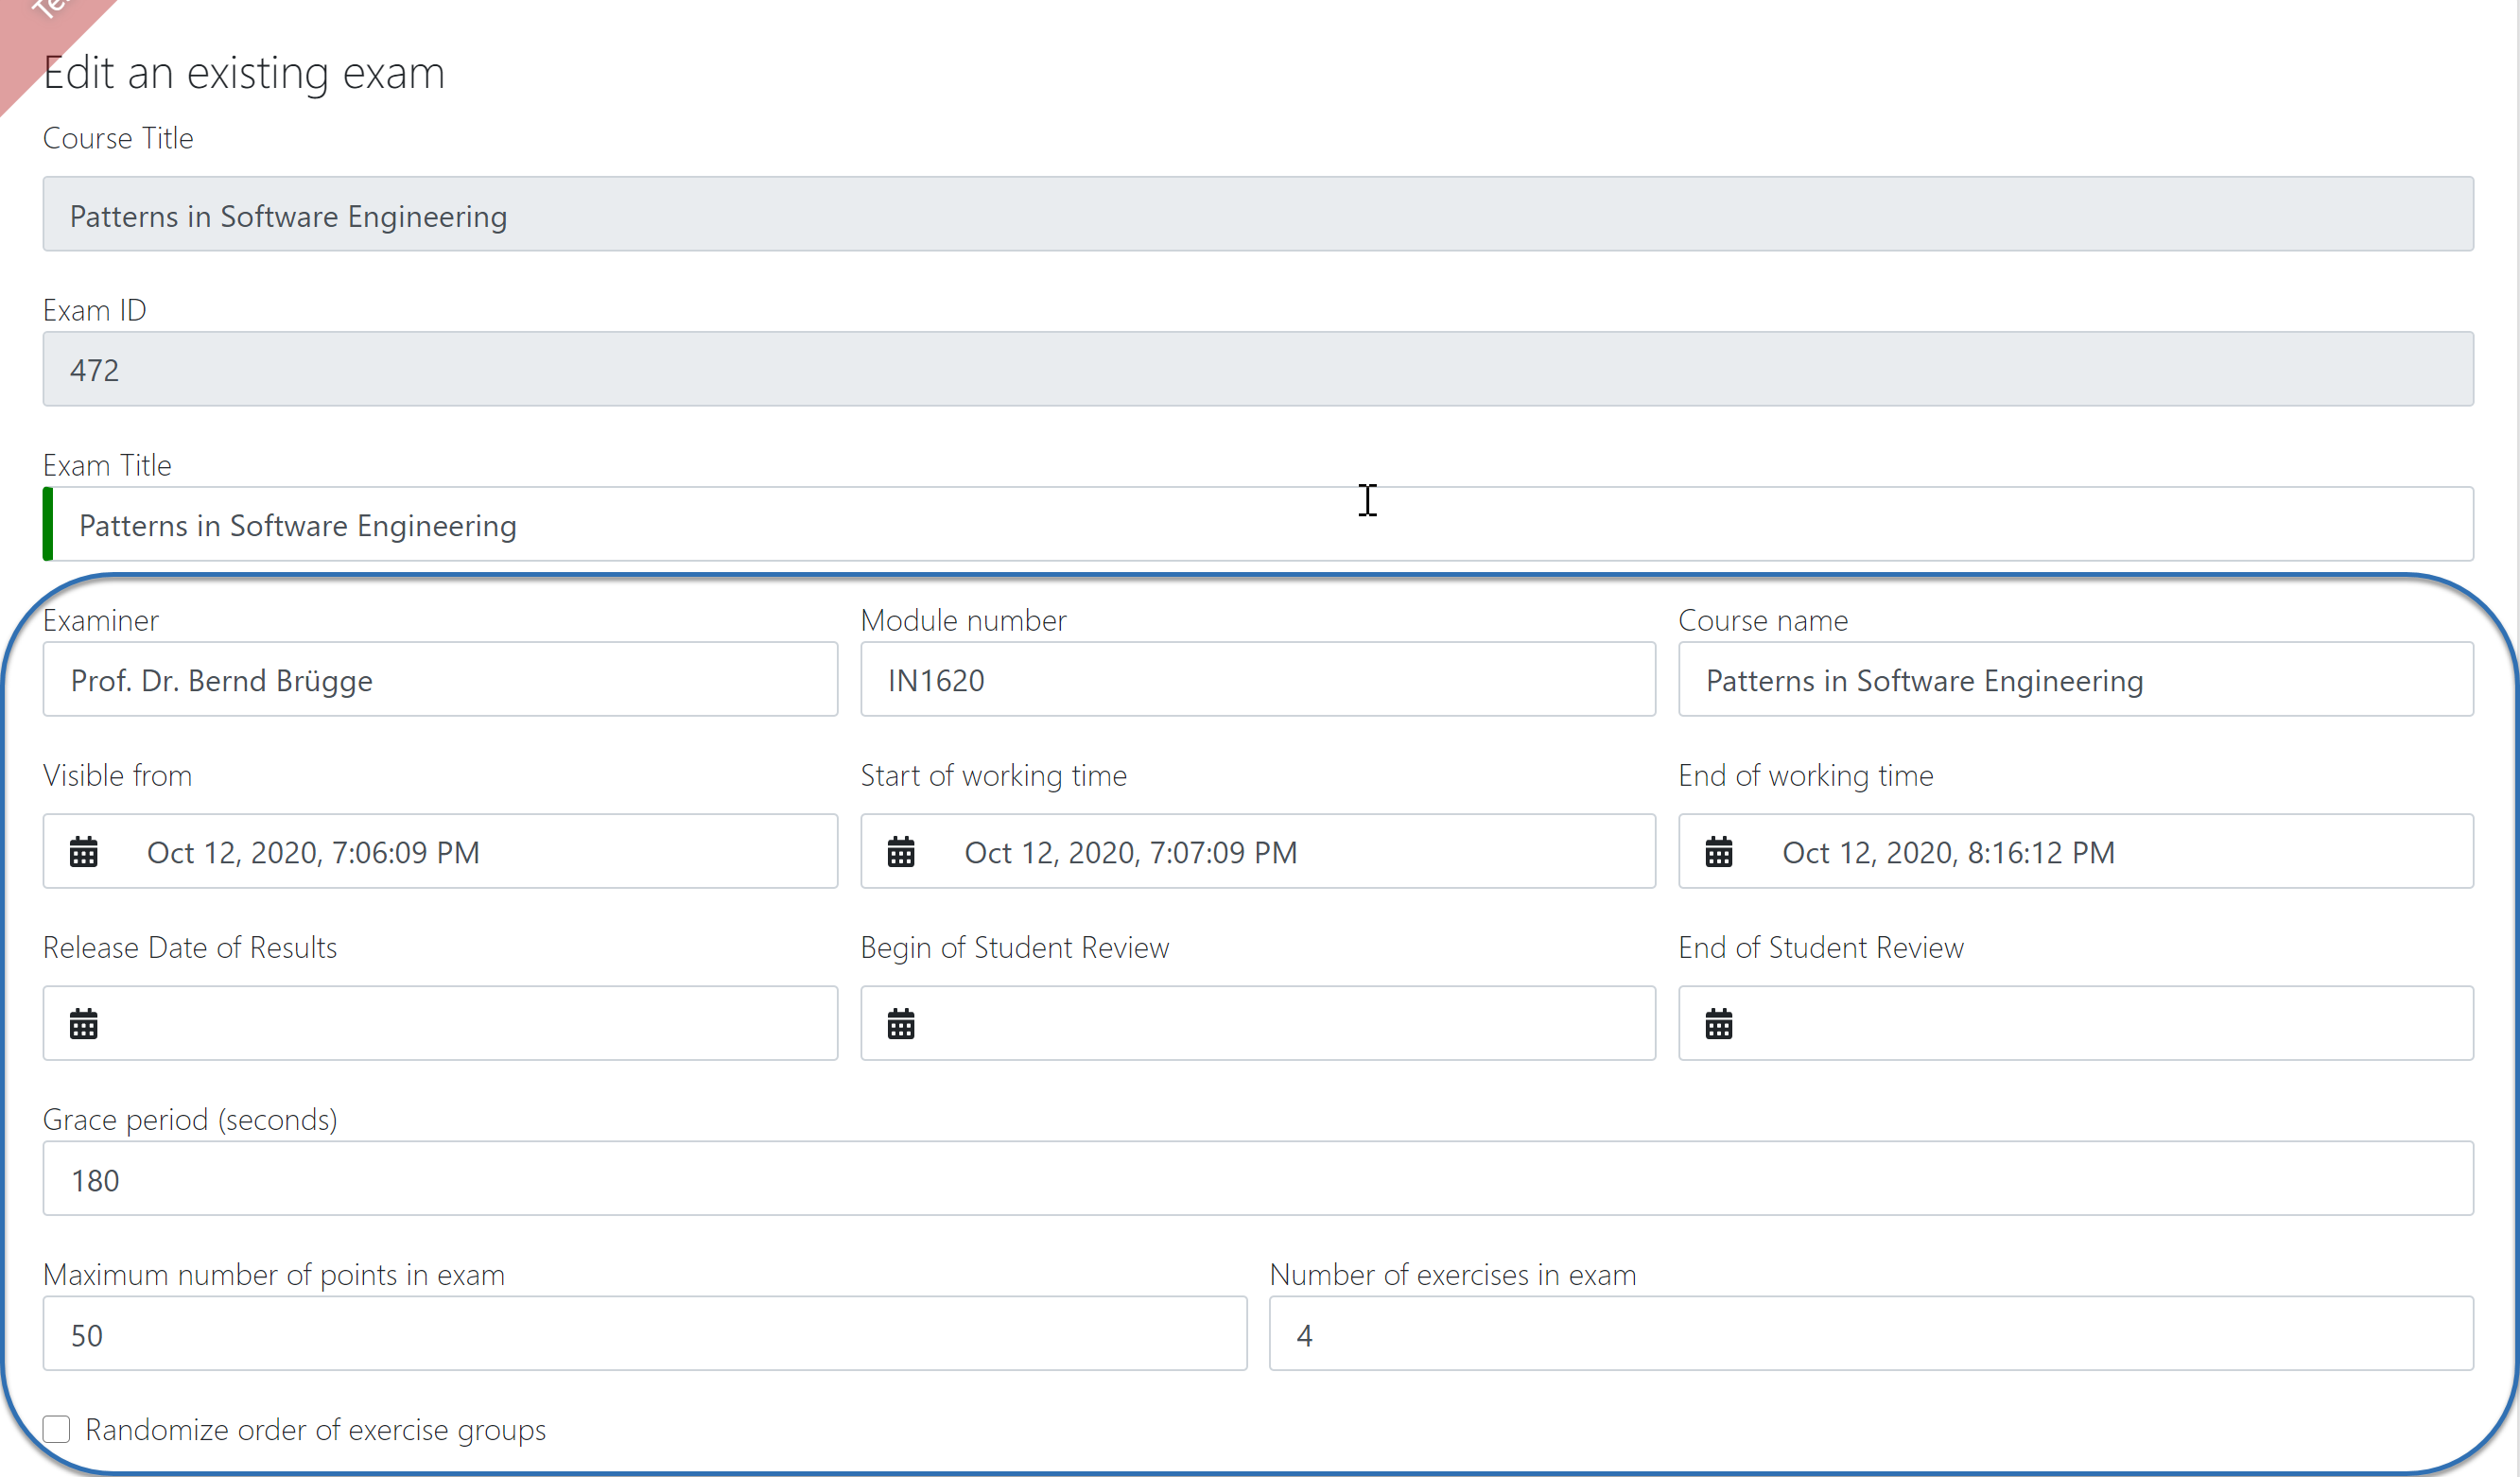 Edit an existing exam
Course Title
Patterns in Software Engineering
Exam ID
472
Exam Title
Patterns in Software Engineering
Examiner Module number Course name
Prof. Dr. Bernd Brügge IN1620 Patterns in Software Engineering
Visible from Start of working time End of working time
Oct 12, 2020, 7:06:09 PM Oct 12, 2020, 7:07:09 PM Oct 12, 2020, 8:16:12 PM
Release Date of Results Begin of Student Review End of Student Review
Grace period (seconds)
180
Maximum number of points in exam Number of exercises in exam
50 4
Randomize order of exercise groups